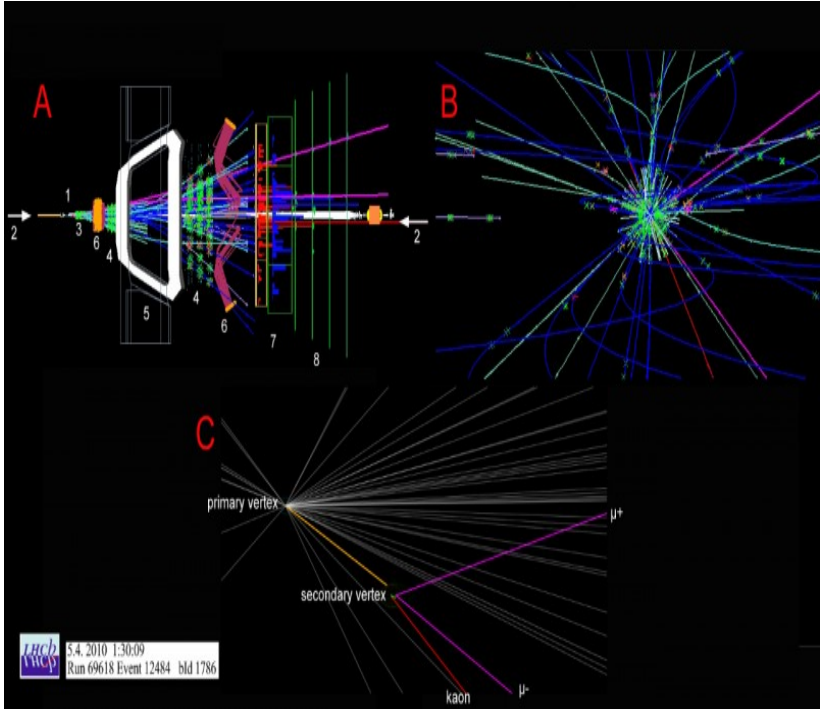 A
B
1
2
3
6
4
5
4
6
7
8
2
C
primary vertex
μ+
secondary vertex
μ-
kaon
LHCb
5.4. 2010 1:30:09
Run 69618 Event 12484 bId 1786